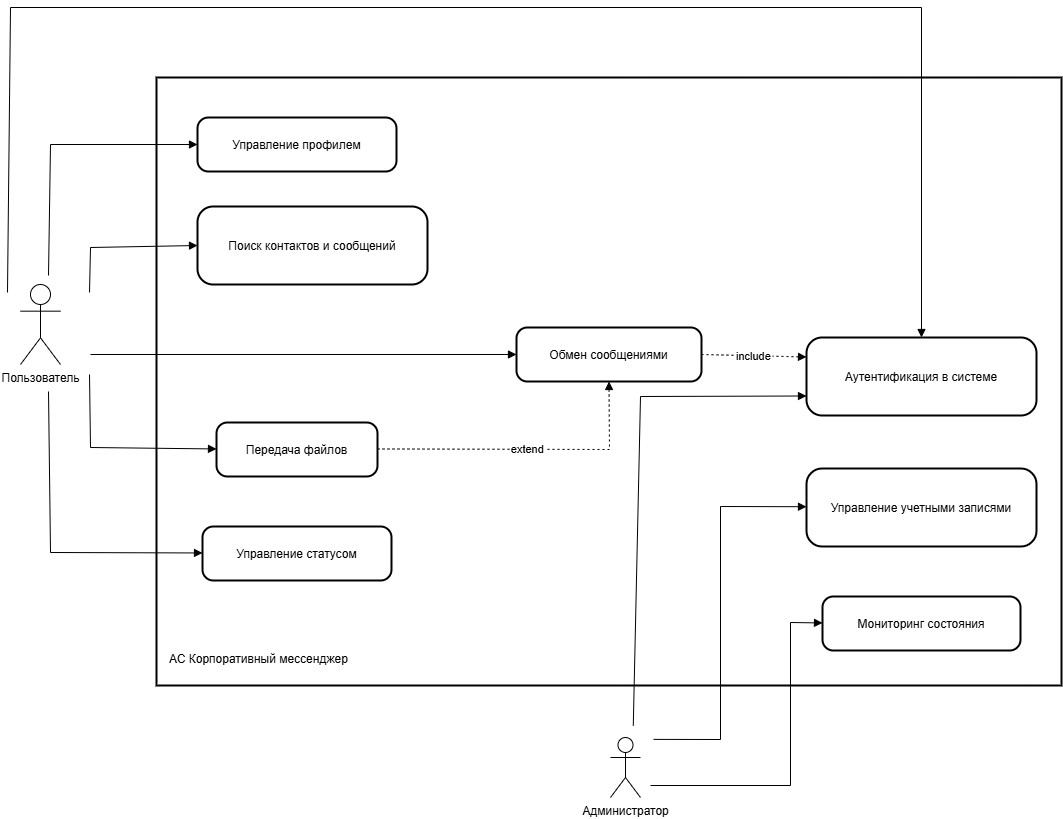 Управление профилем
Поиск контактов и сообщений
Пользователь
Обмен сообщениями
include
Аутентификация в системе
Передача файлов
extend
Управление учетными записями
Управление статусом
Мониторинг состояния
АС Корпоративный мессенджер
Администратор